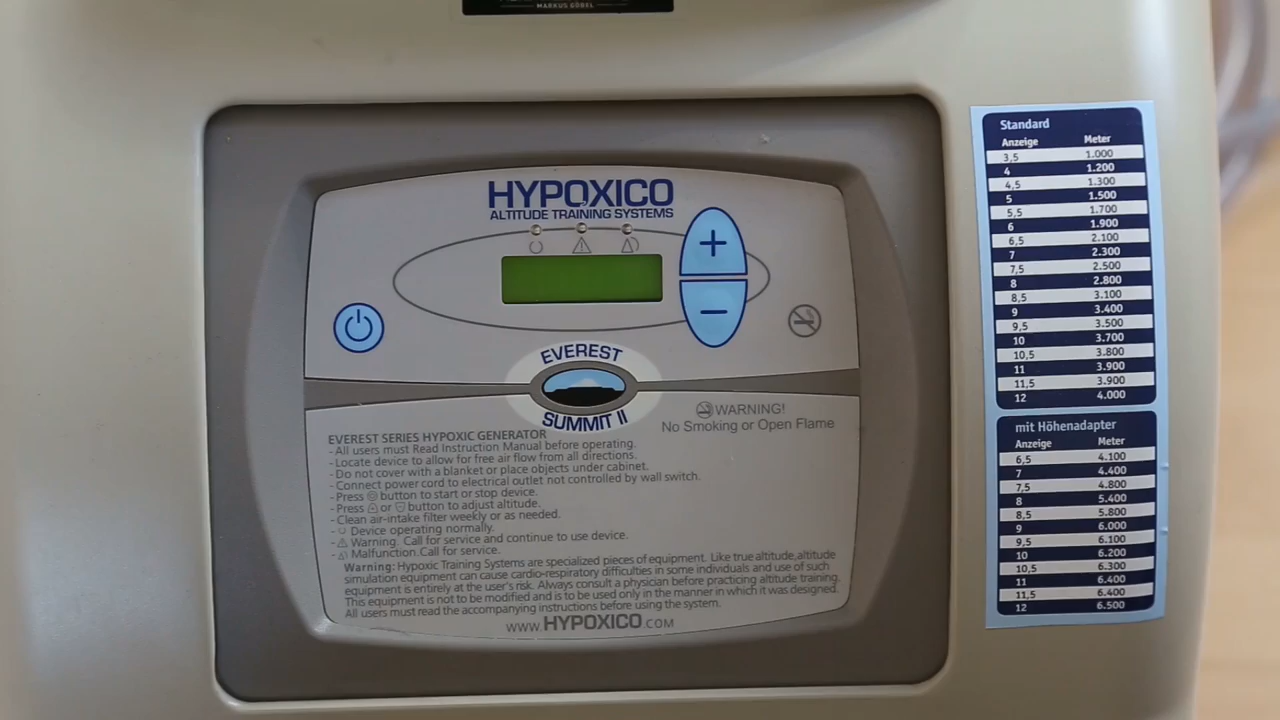 MARKUS GÖBEL
HYPOXICO
ALTITUDE TRAINING SYSTEMS
+
−
EVEREST
SUMMIT II
WARNING!
No Smoking or Open Flame
EVEREST SERIES HYPOXIC GENERATOR
- All users must Read Instruction Manual before operating.
- Locate device to allow for free air flow from all directions.
- Do not cover with a blanket or place objects under cabinet.
- Connect power cord to electrical outlet not controlled by wall switch.
- Press button to start or stop device.
- Press or button to adjust altitude.
- Clean air-intake filter weekly or as needed.
- Device operating normally.
- Warning. Call for service and continue to use device.
- Malfunction.Call for service.
Warning: Hypoxic Training Systems are specialized pieces of equipment. Like true altitude,altitude
simulation equipment can cause cardio-respiratory difficulties in some individuals and use of such
equipment is entirely at the user's risk. Always consult a physician before practicing altitude training.
This equipment is not to be modified and is to be used only in the manner in which it was designed.
All users must read the accompanying instructions before using the system.
WWW.HYPOXICO.COM
Standard
Anzeige Meter
3,5 1.000
4 1.200
4,5 1.300
5 1.500
5,5 1.700
6 1.900
6,5 2.100
7 2.300
7,5 2.500
8 2.800
8,5 3.100
9 3.400
9,5 3.500
10 3.700
10,5 3.800
11 3.900
11,5 3.900
12 4.000
mit Höhenadapter
Anzeige Meter
6,5 4.100
7 4.400
7,5 4.800
8 5.400
8,5 5.800
9 6.000
9,5 6.100
10 6.200
10,5 6.300
11 6.400
11,5 6.400
12 6.500